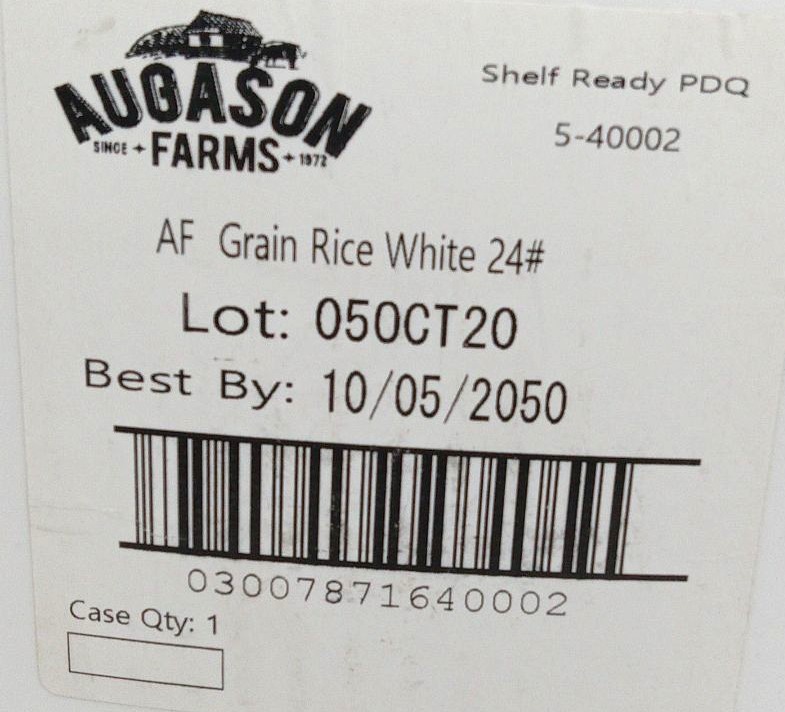 AUGASON
SINCE + FARMS + 1972
Shelf Ready PDQ
5-40002
AF Grain Rice White 24#
Lot: 05OCT20
Best By: 10/05/2050
03007871640002
Case Qty: 1